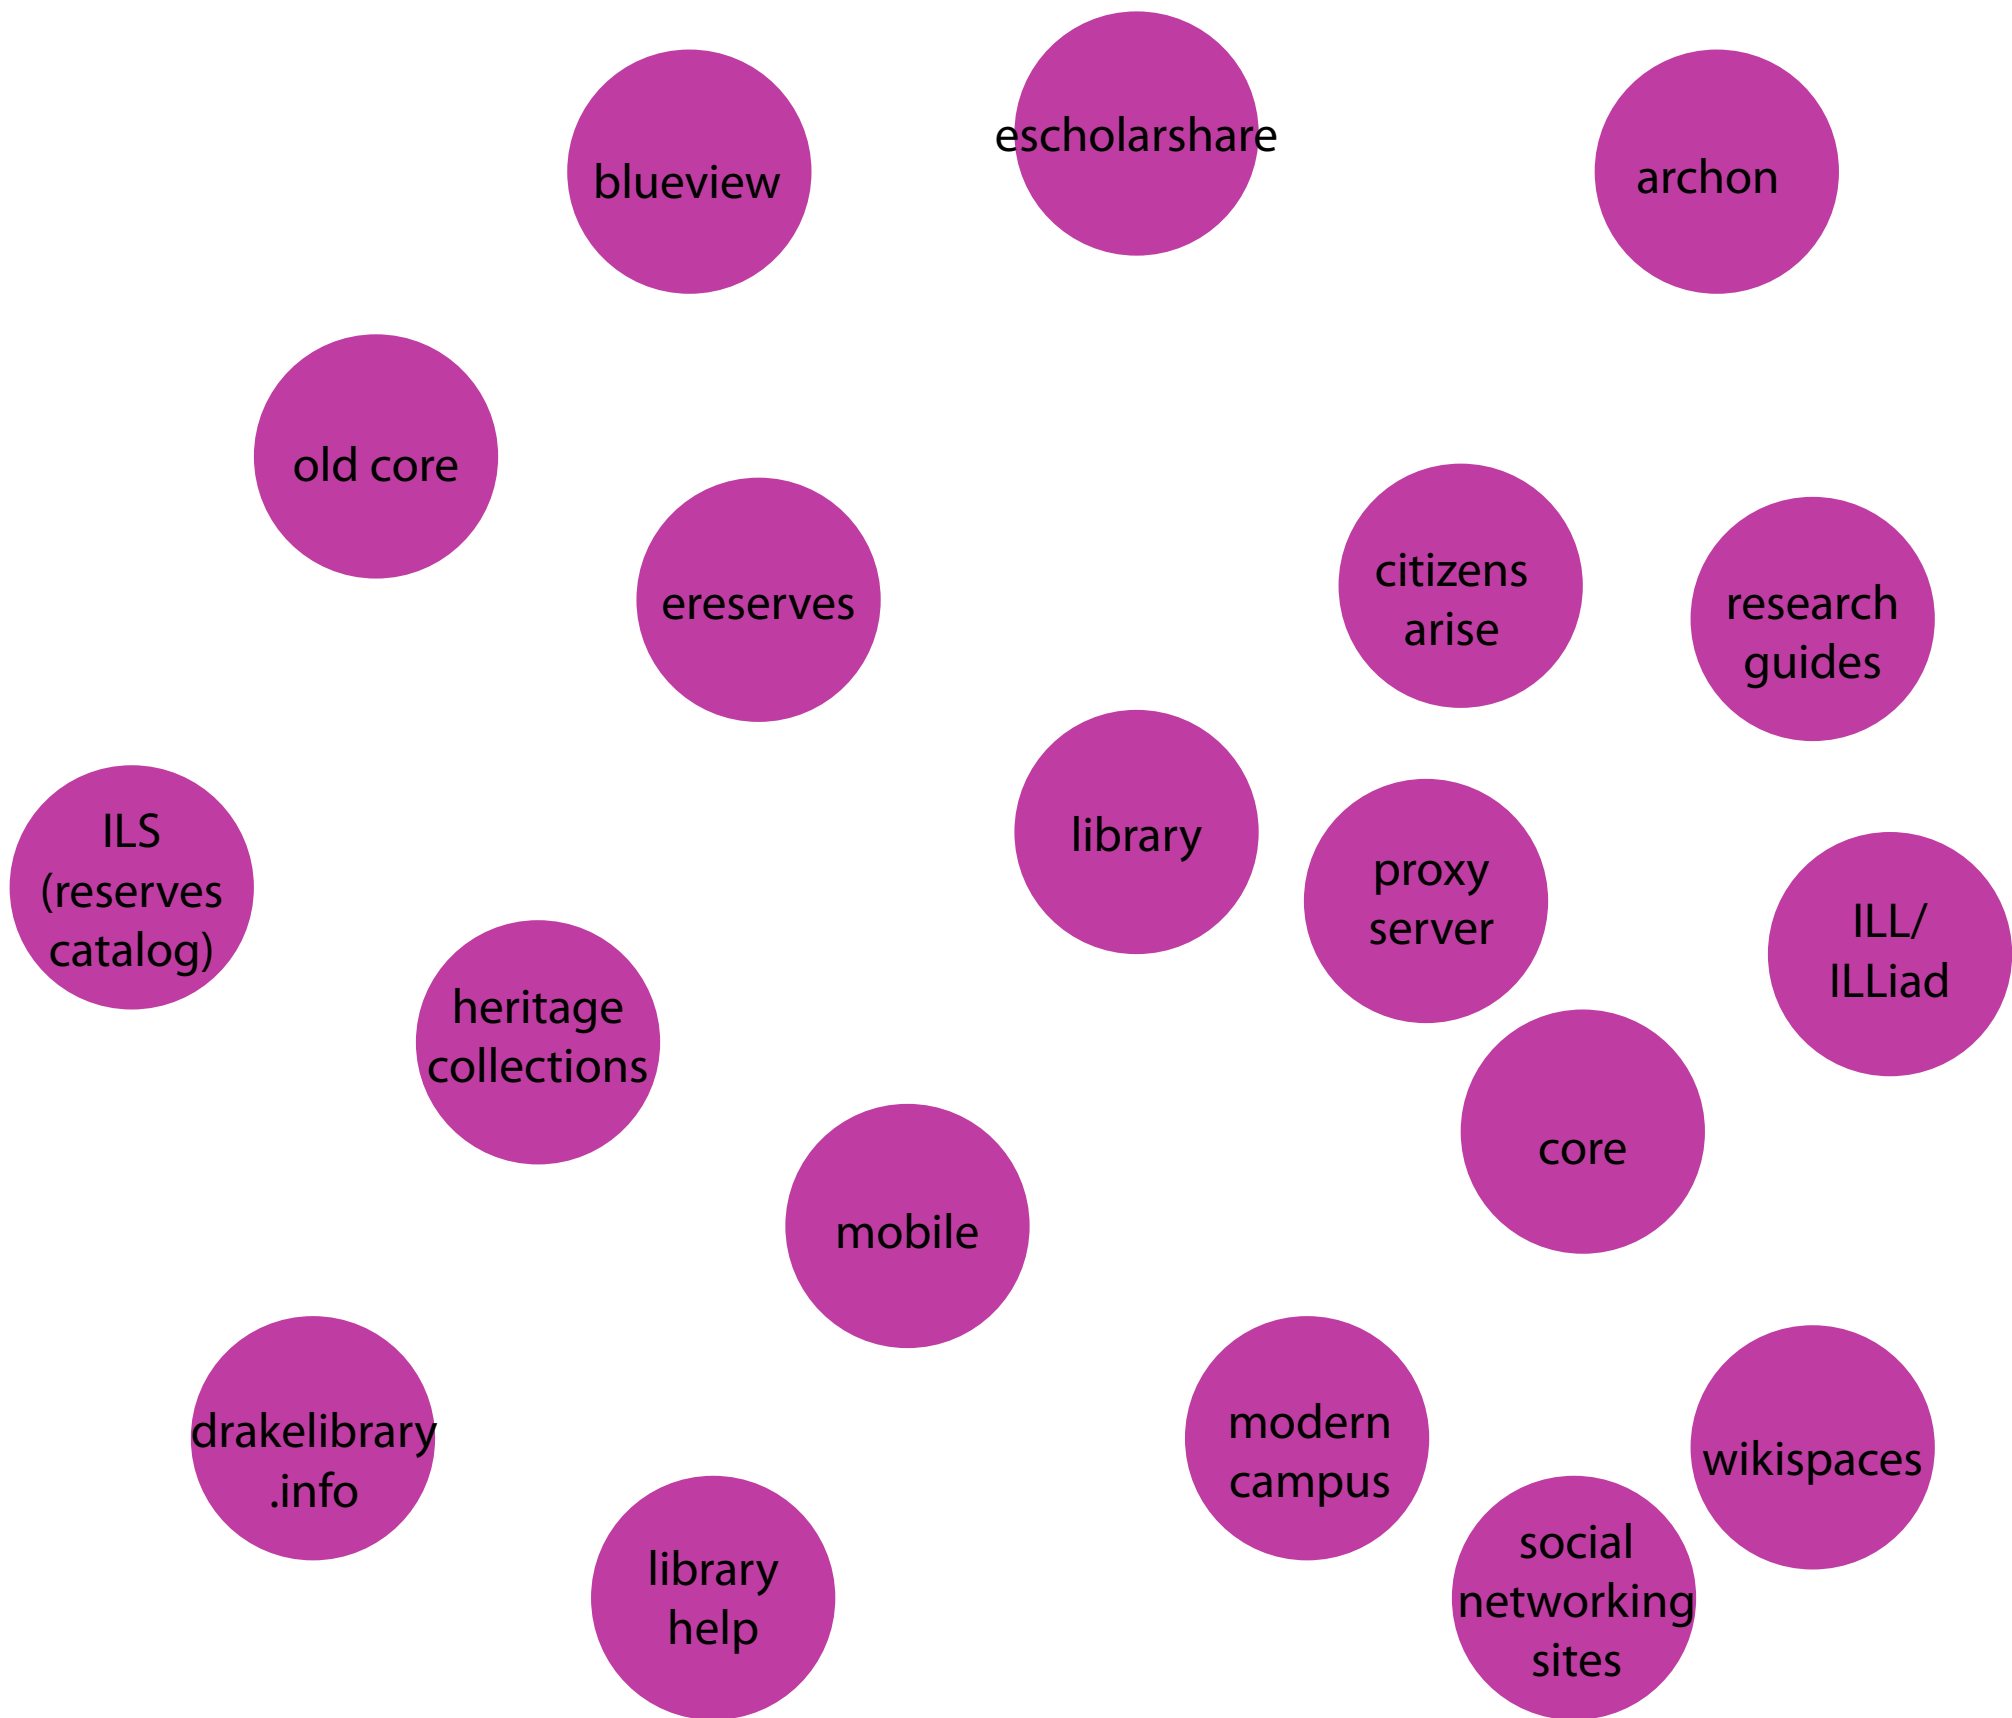 blueview
escholarshare
archon
old core
ereserves
citizens
arise
research
guides
library
ILS
(reserves
catalog)
proxy
server
ILL/
ILLiad
heritage
collections
core
mobile
drakelibrary
.info
modern
campus
wikispaces
library
help
social
networking
sites